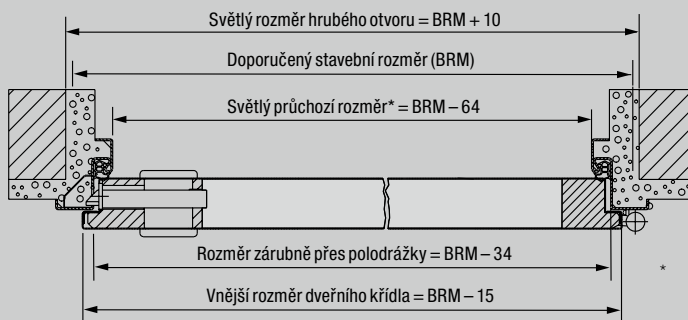 Světlý rozměr hrubého otvoru = BRM + 10
Doporučený stavební rozměr (BRM)
Světlý průchozí rozměr* = BRM – 64
Rozměr zárubně přes polodrážky = BRM – 34
*
Vnější rozměr dveřního křídla = BRM – 15